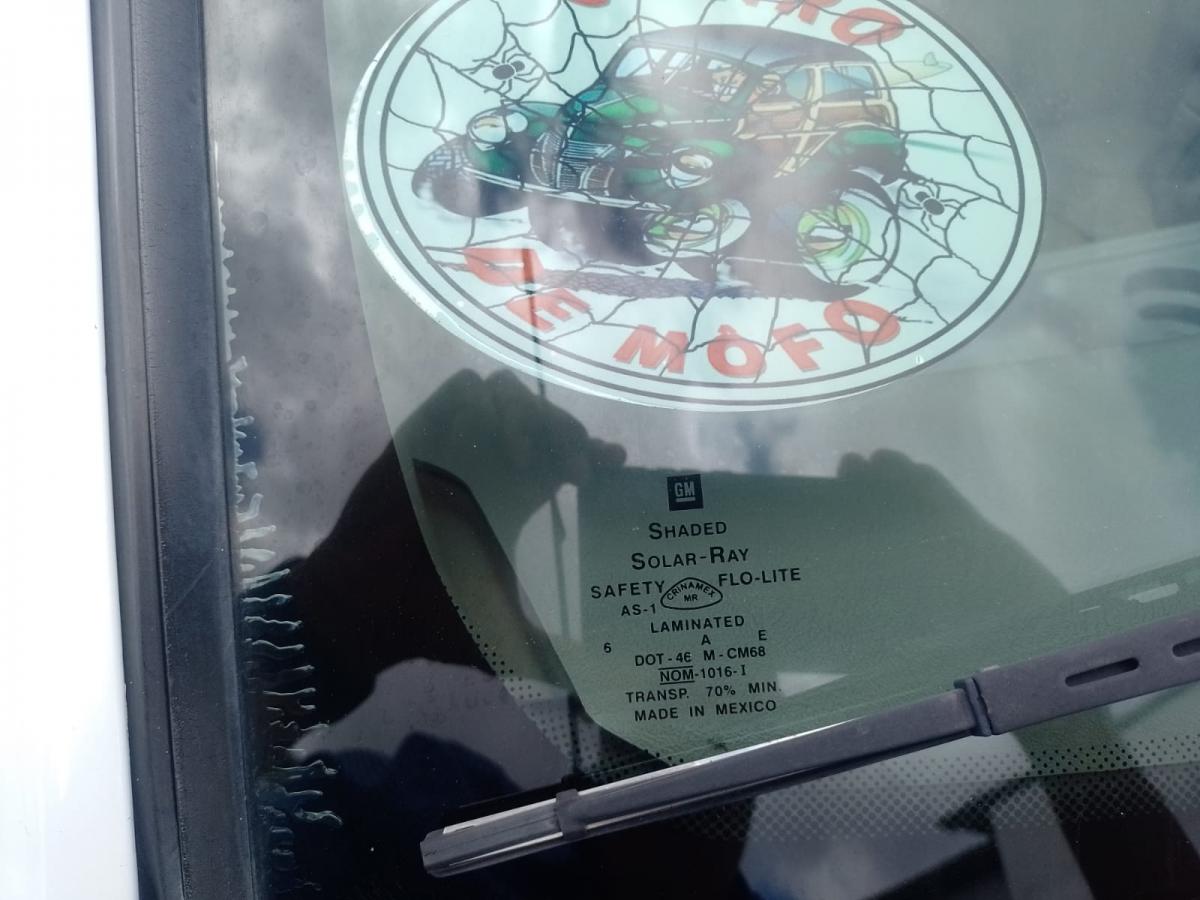 DE MÒFO
GM
SHADED
SOLAR-RAY
SAFETY CRINAMEX FLO-LITE
AS-1 MR
LAMINATED
6 A E
DOT-46 M-CM68
NOM-1016-I
TRANSP. 70% MIN.
MADE IN MEXICO